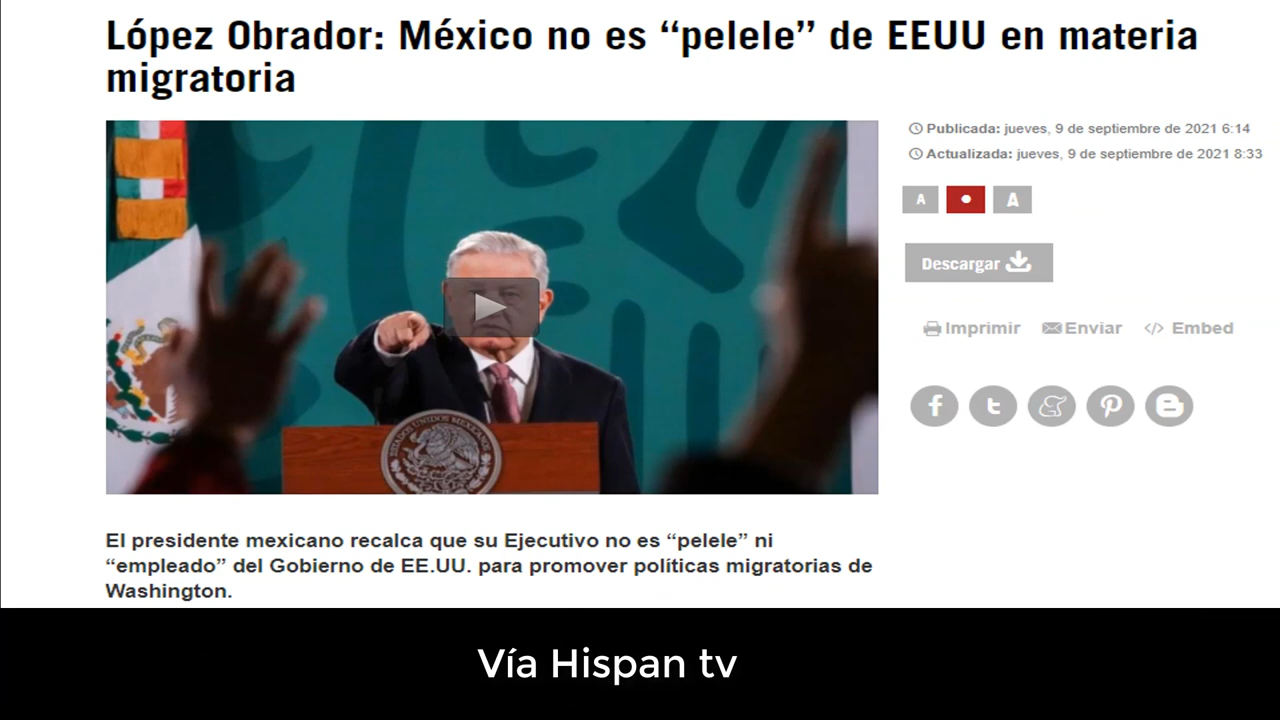 López Obrador: México no es “pelele” de EEUU en materia
migratoria
Publicada: jueves, 9 de septiembre de 2021 6:14
Actualizada: jueves, 9 de septiembre de 2021 8:33
A
A
Descargar
Imprimir
Enviar
</> Embed
ESTADOS UNIDOS MEXICANOS
El presidente mexicano recalca que su Ejecutivo no es “pelele” ni
“empleado” del Gobierno de EE.UU. para promover políticas migratorias de
Washington.
Vía Hispan tv